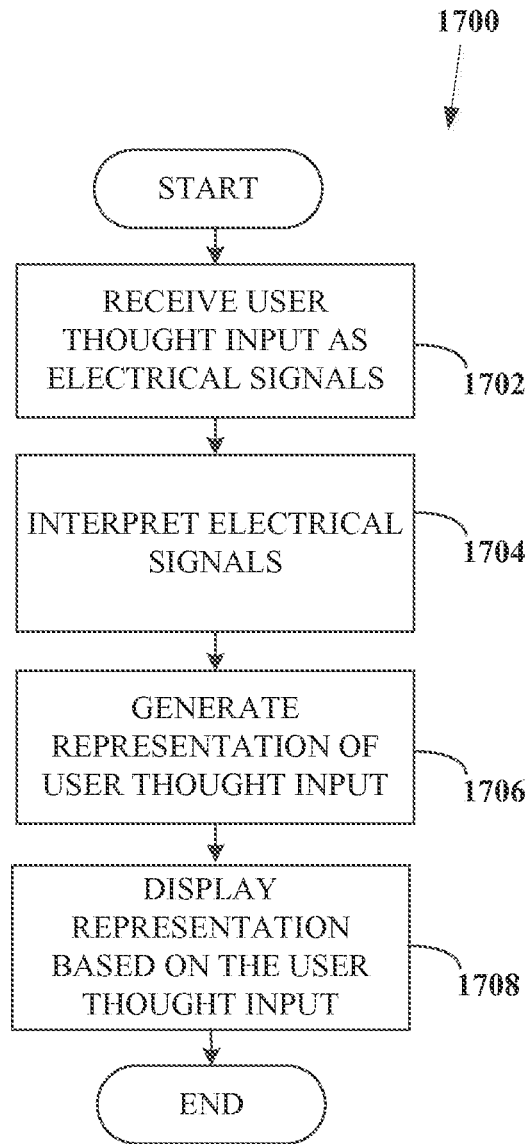 1700
START
RECEIVE USER
THOUGHT INPUT AS
ELECTRICAL SIGNALS
1702
INTERPRET ELECTRICAL
SIGNALS
1704
GENERATE
REPRESENTATION OF
USER THOUGHT INPUT
1706
DISPLAY
REPRESENTATION
BASED ON THE USER
THOUGHT INPUT
1708
END